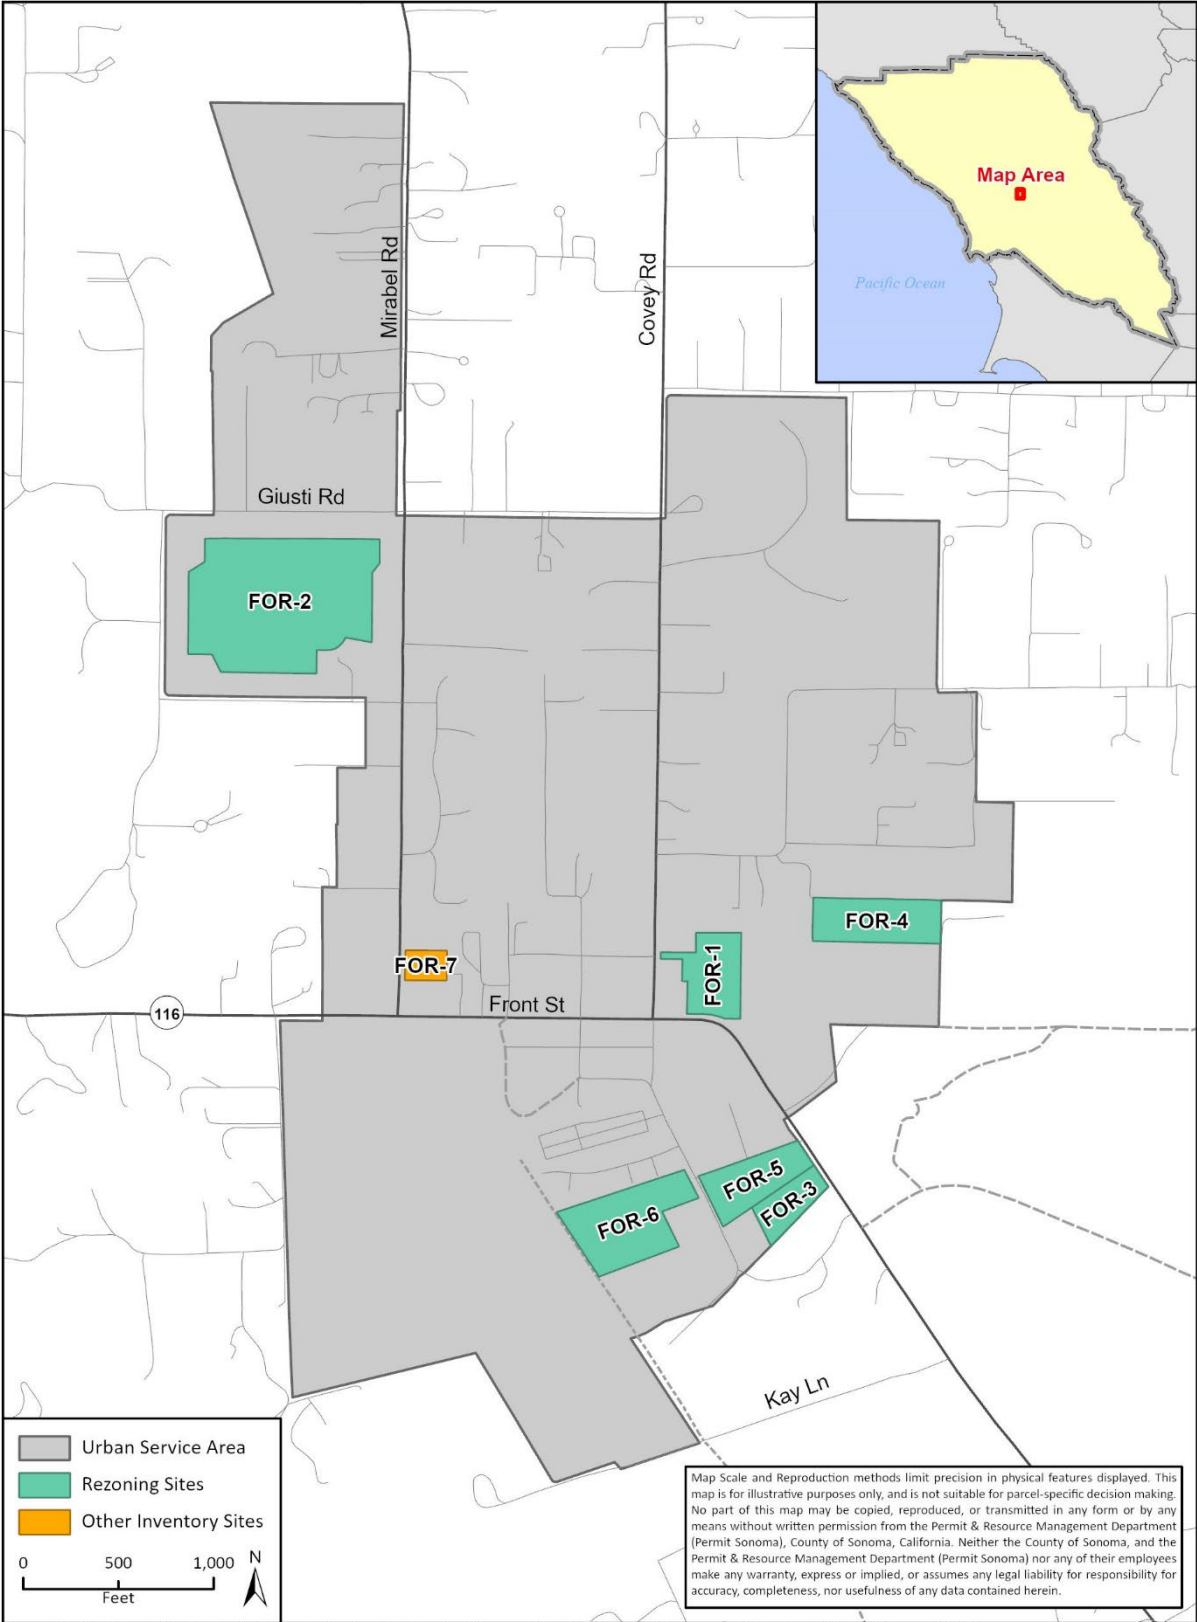 Map Area
Pacific Ocean
Mirabel Rd
Covey Rd
Giusti Rd
FOR-2
FOR-4
FOR-1
FOR-7
Front St
116
FOR-5
FOR-3
FOR-6
Kay Ln
Urban Service Area
Rezoning Sites
Other Inventory Sites
0 500 1,000
Feet
N
Map Scale and Reproduction methods limit precision in physical features displayed. This
map is for illustrative purposes only, and is not suitable for parcel-specific decision making.
No part of this map may be copied, reproduced, or transmitted in any form or by any
means without written permission from the Permit & Resource Management Department
(Permit Sonoma), County of Sonoma, California. Neither the County of Sonoma, and the
Permit & Resource Management Department (Permit Sonoma) nor any of their employees
make any warranty, express or implied, or assumes any legal liability for responsibility for
accuracy, completeness, nor usefulness of any data contained herein.